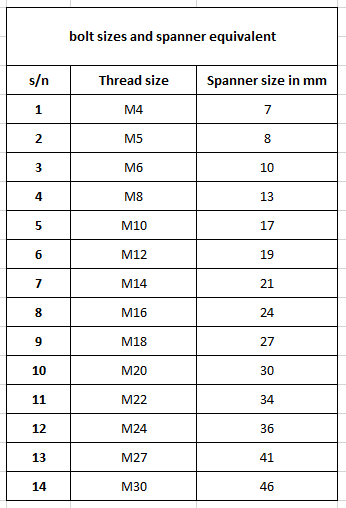 bolt sizes and spanner equivalent
s/n Thread size Spanner size in mm
1 M4 7
2 M5 8
3 M6 10
4 M8 13
5 M10 17
6 M12 19
7 M14 21
8 M16 24
9 M18 27
10 M20 30
11 M22 34
12 M24 36
13 M27 41
14 M30 46